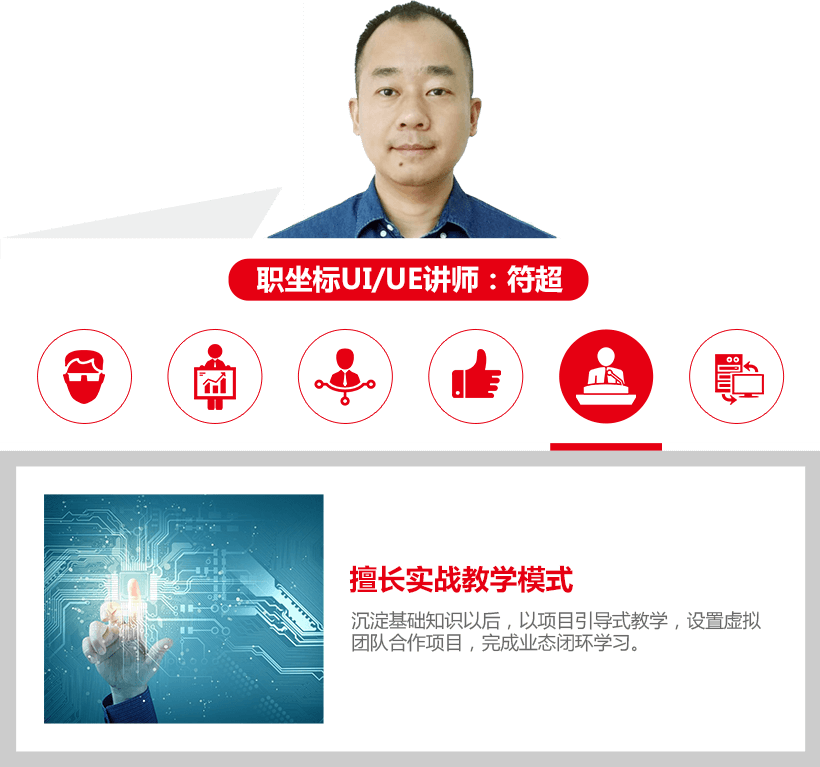 职坐标UI/UE讲师：符超
擅长实战教学模式
沉淀基础知识以后，以项目引导式教学，设置虚拟
团队合作项目，完成业态闭环学习。